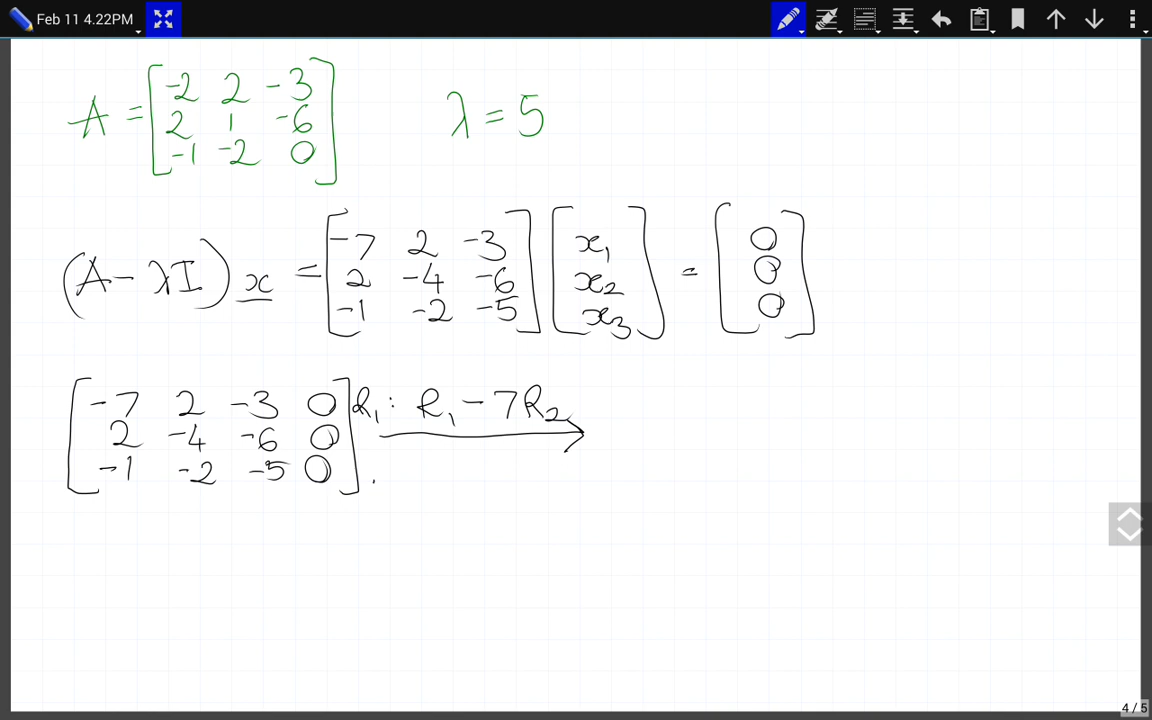 Feb 11 4.22PM
A = [-2 2 -3
2 1 -6
-1 -2 0] λ = 5
(A - λI) x = [-7 2 -3
2 -4 -6
-1 -2 -5] [x₁
x₂
x₃] = [0
0
0]
[-7 2 -3 0
2 -4 -6 0
-1 -2 -5 0] R₁: R₁ - 7R₂ →
4 / 5